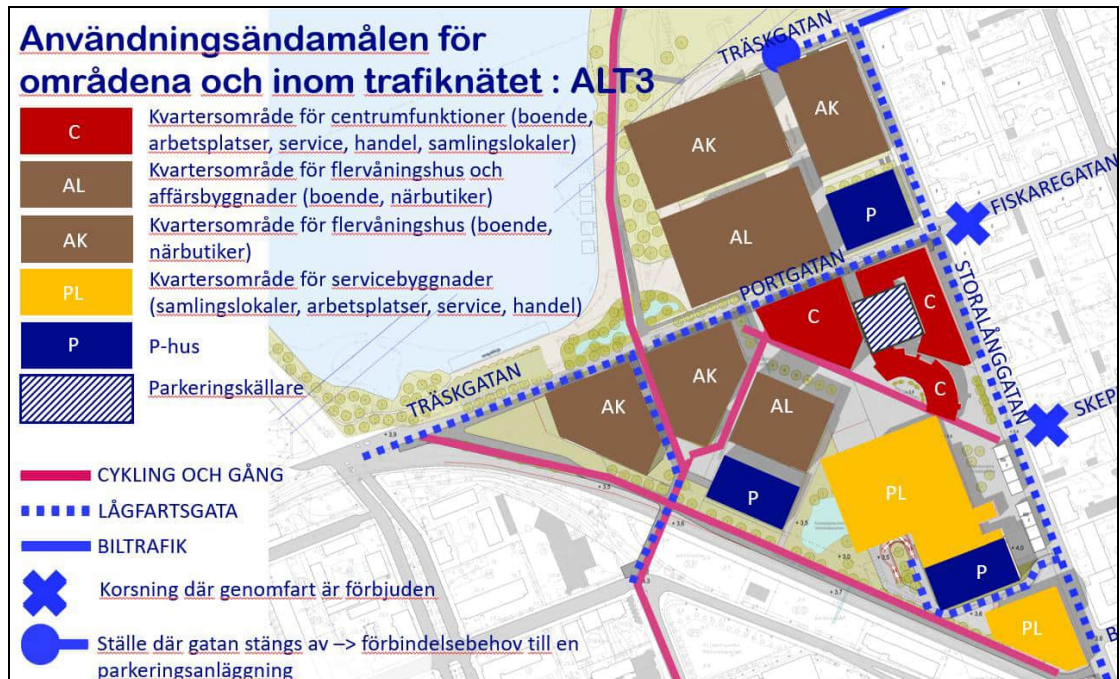 Användningsändamålen för
områdena och inom trafiknätet : ALT3
C
Kvartersområde för centrumfunktioner (boende,
arbetsplatser, service, handel, samlingslokaler)
AL
Kvartersområde för flervåningshus och
affärsbyggnader (boende, närbutiker)
AK
Kvartersområde för flervåningshus (boende,
närbutiker)
PL
Kvartersområde för servicebyggnader
(samlingslokaler, arbetsplatser, service, handel)
P
P-hus
Parkeringskällare
CYKLING OCH GÅNG
LÅGFARTSGATA
BILTRAFIK
Korsning där genomfart är förbjuden
Ställe där gatan stängs av –> förbindelsebehov till en
parkeringsanläggning
TRÄSKGATAN
AK
AK
AL
P
FISKAREGATAN
PORTGATAN
STORALÅNGGATAN
C
C
C
SKEP
TRÄSKGATAN
AK
AK
AL
P
PL
P
PL
B